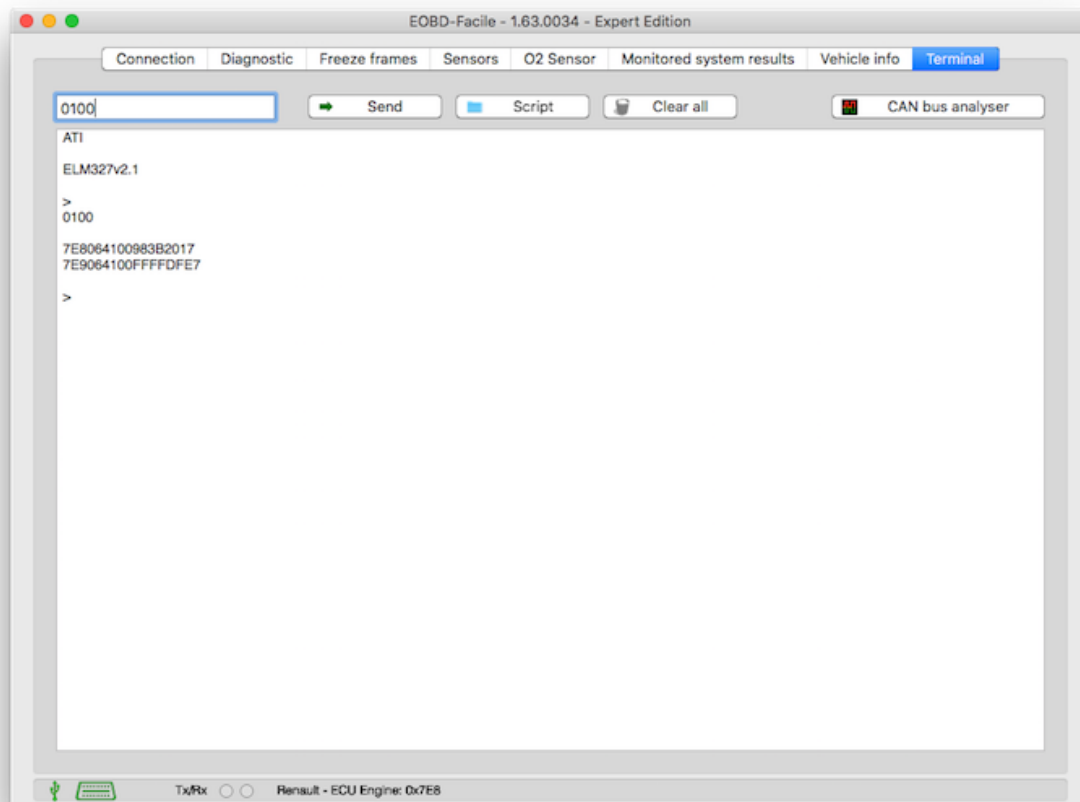 EOBD-Facile - 1.63.0034 - Expert Edition
Connection Diagnostic Freeze frames Sensors O2 Sensor Monitored system results Vehicle info Terminal
0100 Send Script Clear all CAN bus analyser
ATI
ELM327v2.1
>
0100
7E8064100983B2017
7E9064100FFFFDFE7
>
Tx/Rx Renault - ECU Engine: 0x7E8